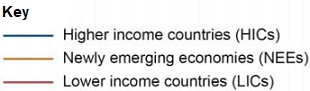 Key
Higher income countries (HICs)
Newly emerging economies (NEEs)
Lower income countries (LICs)